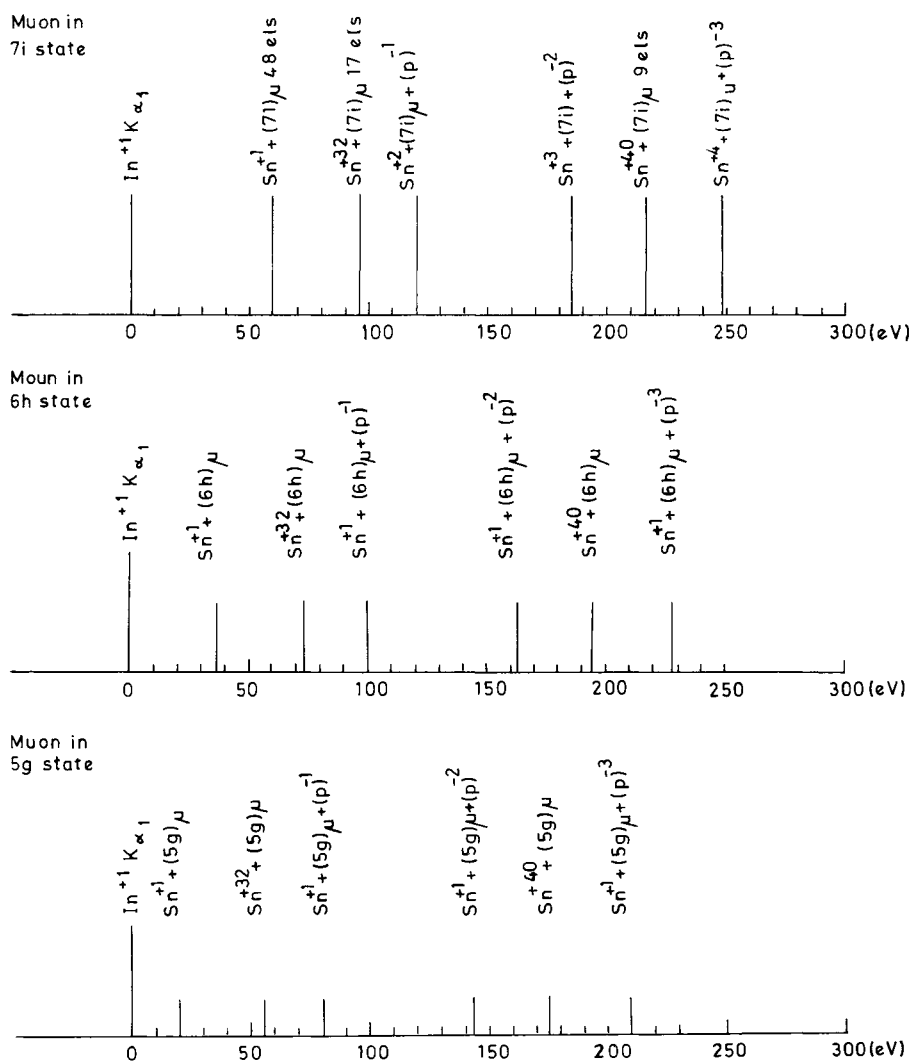 Muon in
7i state
In⁺¹ K α₁
Sn⁺¹ + (7i)μ 48 els
Sn⁺³² + (7i)μ 17 els
Sn⁺² + (7i)μ + (p)⁻¹
Sn⁺³ + (7i) + (p)⁻²
Sn⁺⁴⁰ + (7i)μ 9 els
Sn⁺⁴ + (7i)μ + (p)⁻³
0 50 100 150 200 250 300 (eV)
Moun in
6h state
In⁺¹ K α₁
Sn⁺¹ + (6h)μ
Sn⁺³² + (6h)μ
Sn⁺¹ + (6h)μ + (p)⁻¹
Sn⁺¹ + (6h)μ + (p)⁻²
Sn⁺⁴⁰ + (6h)μ
Sn⁺¹ + (6h)μ + (p)⁻³
0 50 100 150 200 250 300 (eV)
Muon in
5g state
In⁺¹ K α₁
Sn⁺¹ + (5g)μ
Sn⁺³² + (5g)μ
Sn⁺¹ + (5g)μ + (p)⁻¹
Sn⁺¹ + (5g)μ + (p)⁻²
Sn⁺⁴⁰ + (5g)μ
Sn⁺¹ + (5g)μ + (p)⁻³
0 50 100 150 200 250 300 (eV)